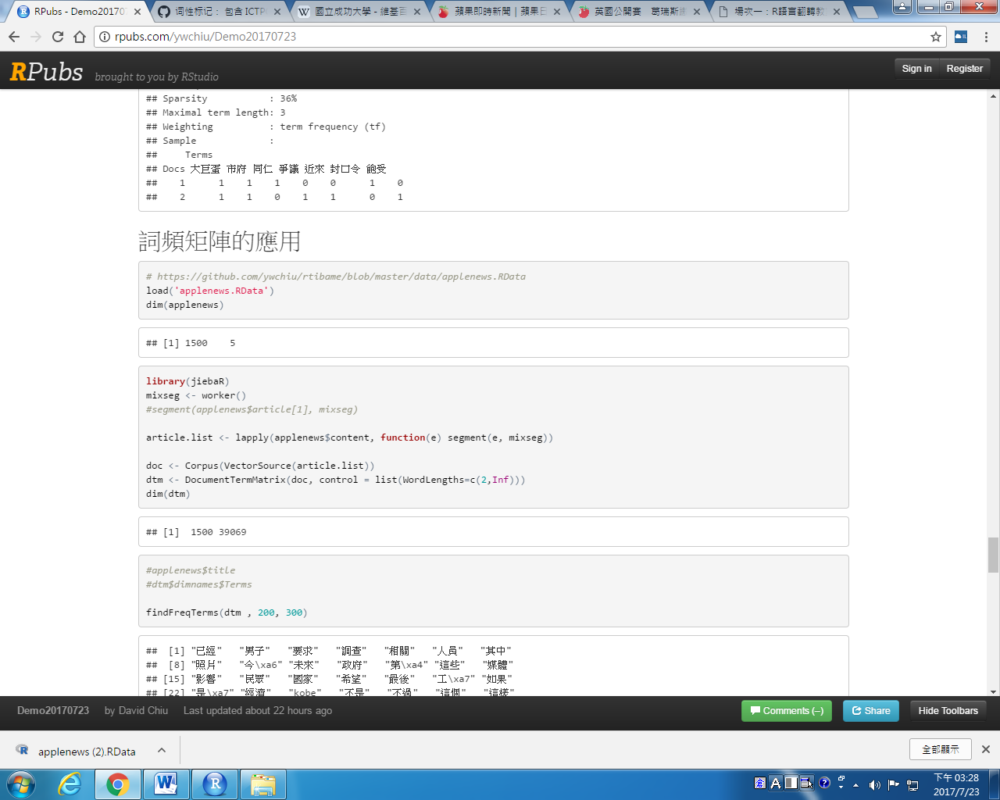 RPubs - Demo201707
词性标记： 包含 ICTP
國立成功大學 - 維基百
蘋果即時新聞 | 蘋果日
英國公開賽 葛瑞斯
場次一：R語言翻轉教
rpubs.com/ywchiu/Demo20170723
RPubs brought to you by RStudio
Sign in Register
## Sparsity : 36%
## Maximal term length: 3
## Weighting : term frequency (tf)
## Sample :
## Terms
## Docs 大巨蛋 市府 同仁 爭議 近來 封口令 飽受
## 1 1 1 1 0 0 1 0
## 2 1 1 0 1 1 0 1
詞頻矩陣的應用
# https://github.com/ywchiu/rtibame/blob/master/data/applenews.RData
load('applenews.RData')
dim(applenews)
## [1] 1500 5
library(jiebaR)
mixseg <- worker()
#segment(applenews$article[1], mixseg)
article.list <- lapply(applenews$content, function(e) segment(e, mixseg))
doc <- Corpus(VectorSource(article.list))
dtm <- DocumentTermMatrix(doc, control = list(WordLengths=c(2,Inf)))
dim(dtm)
## [1] 1500 39069
#applenews$title
#dtm$dimnames$Terms
findFreqTerms(dtm , 200, 300)
## [1] "已經" "男子" "要求" "調查" "相關" "人員" "其中"
## [8] "照片" "今\xa6" "未來" "政府" "第\xa4" "這些" "媒體"
## [15] "影響" "民眾" "國家" "希望" "最後" "工\xa7" "如果"
## [22] "是\xa7" "經濟" "kobe" "不是" "不過" "這個" "這樣"
Demo20170723 by David Chiu Last updated about 22 hours ago
Comments (–) Share Hide Toolbars
applenews (2).RData
全部顯示
下午 03:28
2017/7/23